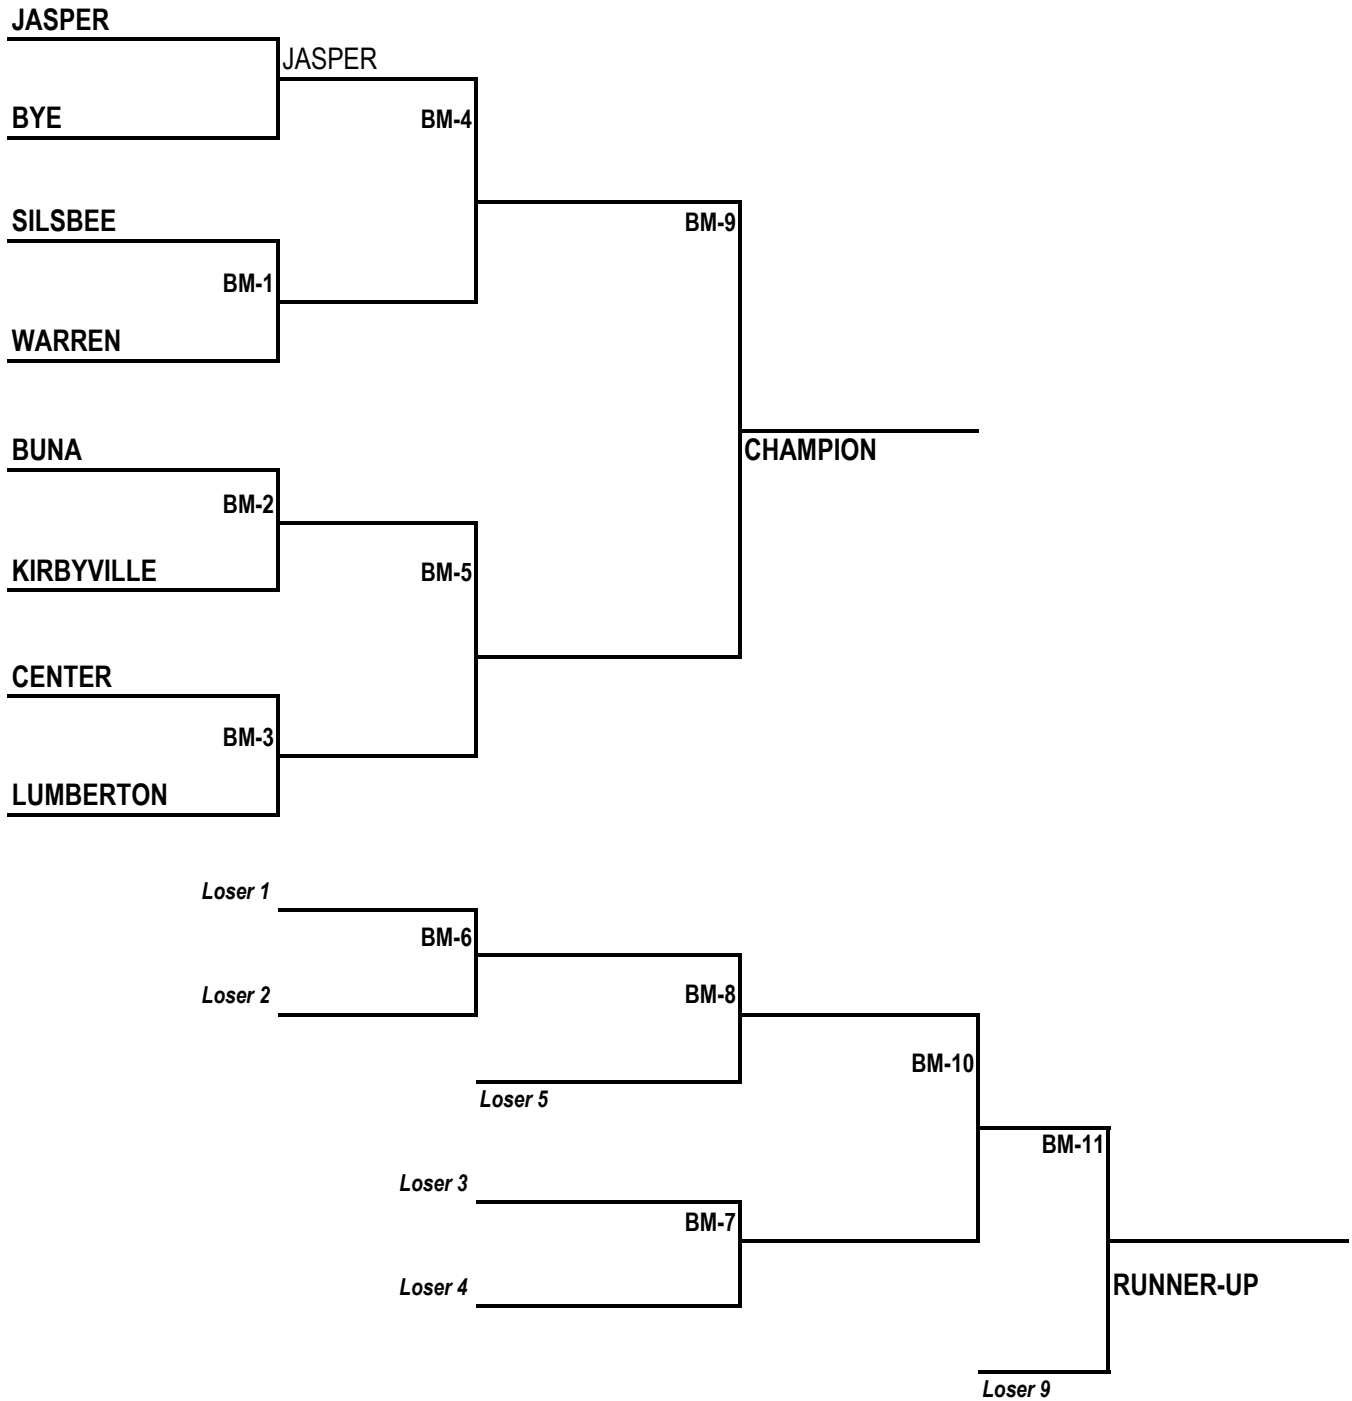 JASPER
JASPER
BYE
BM-4
SILSBEE
BM-9
BM-1
WARREN
BUNA
CHAMPION
BM-2
KIRBYVILLE
BM-5
CENTER
BM-3
LUMBERTON
Loser 1
BM-6
Loser 2
BM-8
BM-10
Loser 5
BM-11
Loser 3
BM-7
Loser 4
RUNNER-UP
Loser 9